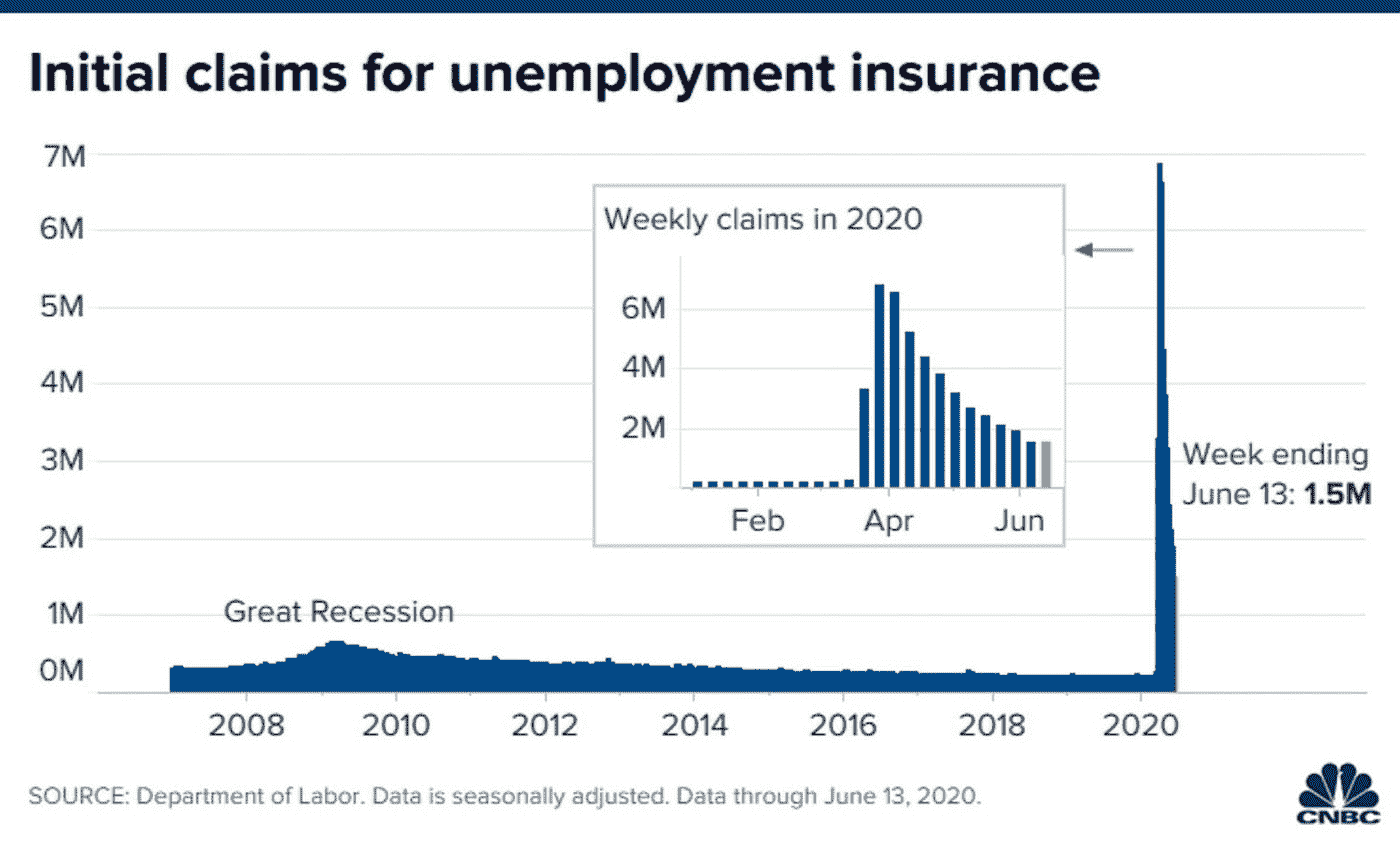 Initial claims for unemployment insurance
7M
6M
5M
4M
3M
2M
1M
0M
Weekly claims in 2020
6M
4M
2M
Feb Apr Jun
Week ending
June 13: 1.5M
Great Recession
2008 2010 2012 2014 2016 2018 2020
SOURCE: Department of Labor. Data is seasonally adjusted. Data through June 13, 2020.
CNBC